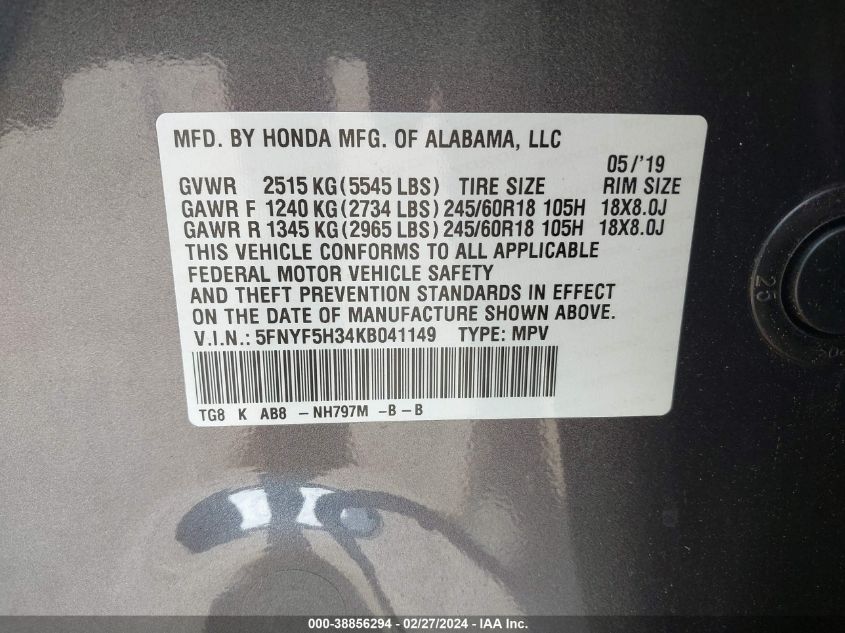 MFD. BY HONDA MFG. OF ALABAMA, LLC
05/'19
GVWR 2515 KG (5545 LBS) TIRE SIZE RIM SIZE
GAWR F 1240 KG (2734 LBS) 245/60R18 105H 18X8.0J
GAWR R 1345 KG (2965 LBS) 245/60R18 105H 18X8.0J
THIS VEHICLE CONFORMS TO ALL APPLICABLE
FEDERAL MOTOR VEHICLE SAFETY
AND THEFT PREVENTION STANDARDS IN EFFECT
ON THE DATE OF MANUFACTURE SHOWN ABOVE.
V.I.N.: 5FNYF5H34KB041149 TYPE: MPV
TG8 K AB8 -NH797M -B-B
25
000-38856294 - 02/27/2024 - IAA Inc.